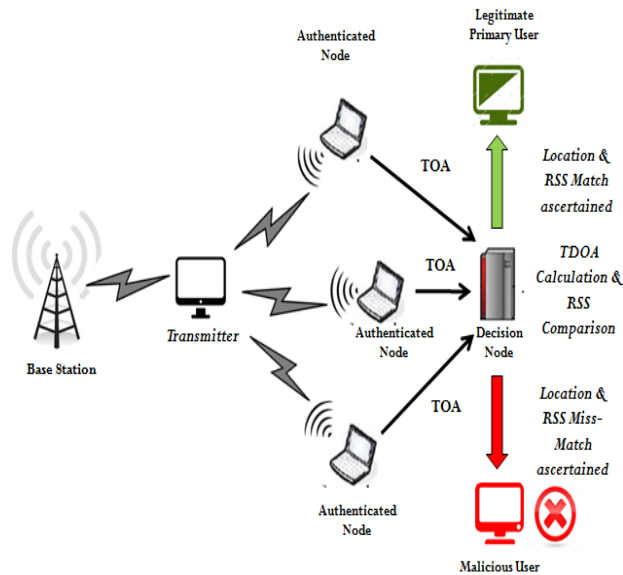 Authenticated
Node
Legitimate
Primary User
TOA
Location &
RSS Match
ascertained
TOA
TDOA
Calculation &
RSS
Comparison
Transmitter
Authenticated
Node
Decision
Node
Base Station
TOA
Location &
RSS Miss-
Match
ascertained
Authenticated
Node
Malicious User